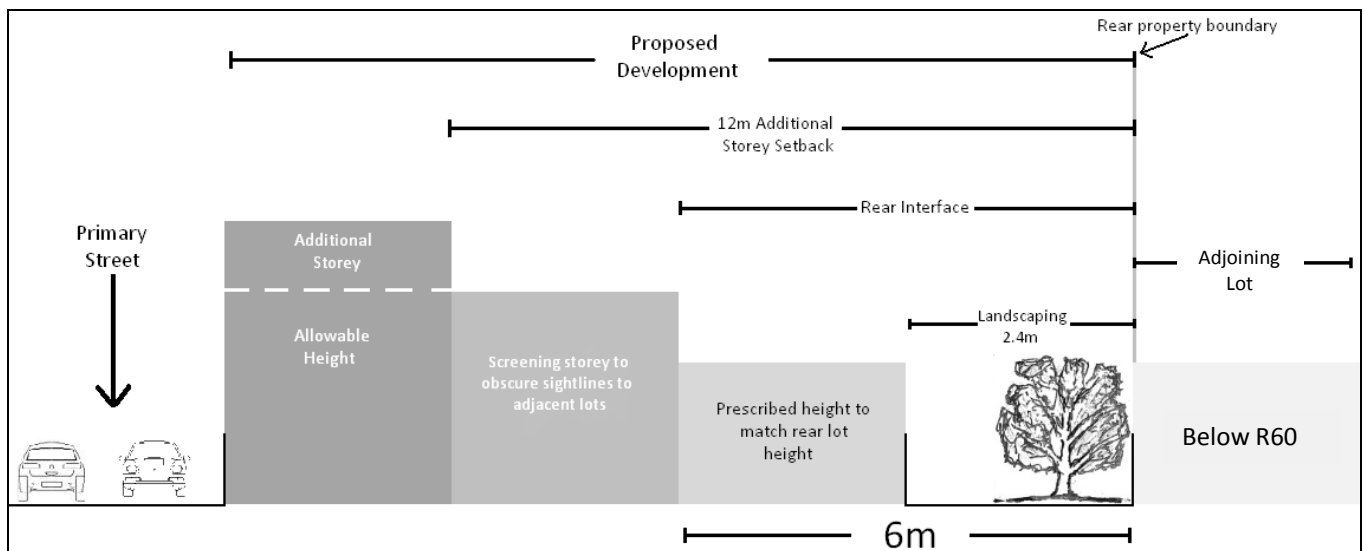 Rear property boundary
Proposed
Development
12m Additional
Storey Setback
Rear Interface
Primary
Street
Additional
Storey
Adjoining
Lot
Landscaping
2.4m
Allowable
Height
Screening storey to
obscure sightlines to
adjacent lots
Prescribed height to
match rear lot
height
Below R60
6m